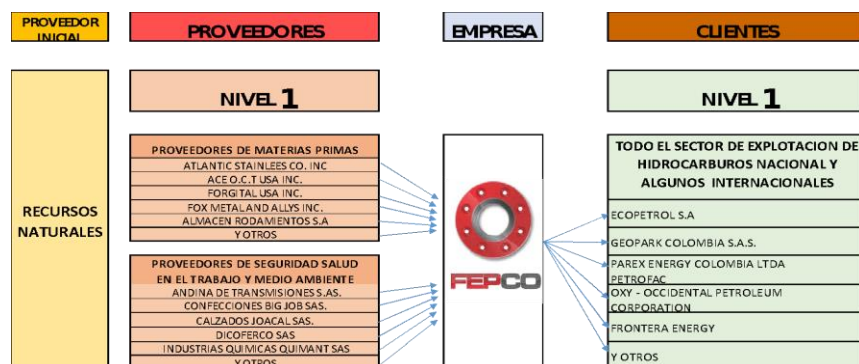 PROVEEDOR
INICIAL
PROVEEDORES
EMPRESA
CLIENTES
NIVEL 1
NIVEL 1
RECURSOS
NATURALES
PROVEEDORES DE MATERIAS PRIMAS
ATLANTIC STAINLEES CO. INC
ACE O.C.T USA INC.
FORGITAL USA INC.
FOX METAL AND ALLYS INC.
ALMACEN RODAMIENTOS S.A
Y OTROS
PROVEEDORES DE SEGURIDAD SALUD
EN EL TRABAJO Y MEDIO AMBIENTE
ANDINA DE TRANSMISIONES S.AS.
CONFECCIONES BIG JOB SAS.
CALZADOS JOACAL SAS.
DICOFERCO SAS
INDUSTRIAS QUIMICAS QUIMANT SAS
Y OTROS
FEPCO
TODO EL SECTOR DE EXPLOTACION DE
HIDROCARBUROS NACIONAL Y
ALGUNOS INTERNACIONALES
ECOPETROL S.A
GEOPARK COLOMBIA S.A.S.
PAREX ENERGY COLOMBIA LTDA
PETROFAC
OXY - OCCIDENTAL PETROLEUM
CORPORATION
FRONTERA ENERGY
Y OTROS